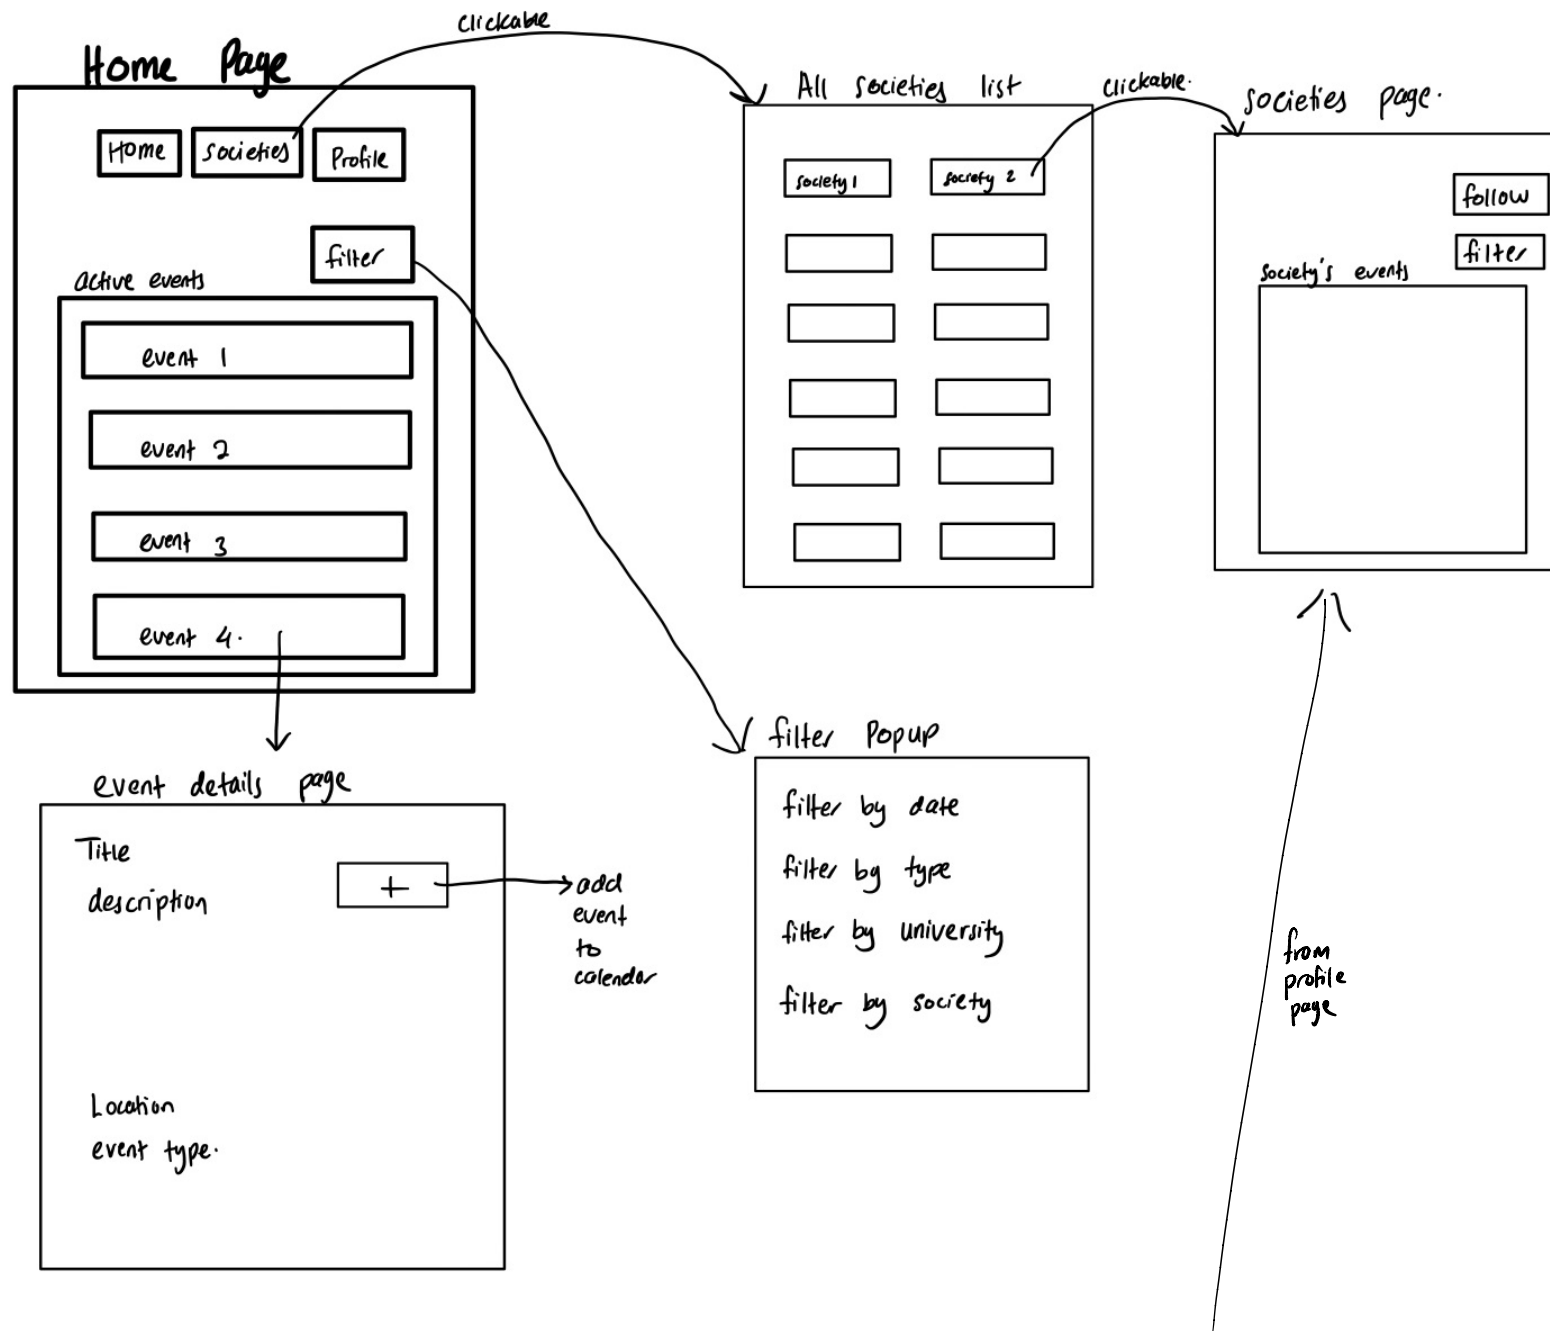 clickable
Home Page
Home
societies
Profile
filter
active events
event 1
event 2
event 3
event 4.
All societies list
society 1
society 2
clickable.
societies page.
follow
filter
society's events
event details page
Title
description
+
add
event
to
calendar
Location
event type.
filter Popup
filter by date
filter by type
filter by university
filter by society
from
profile
page